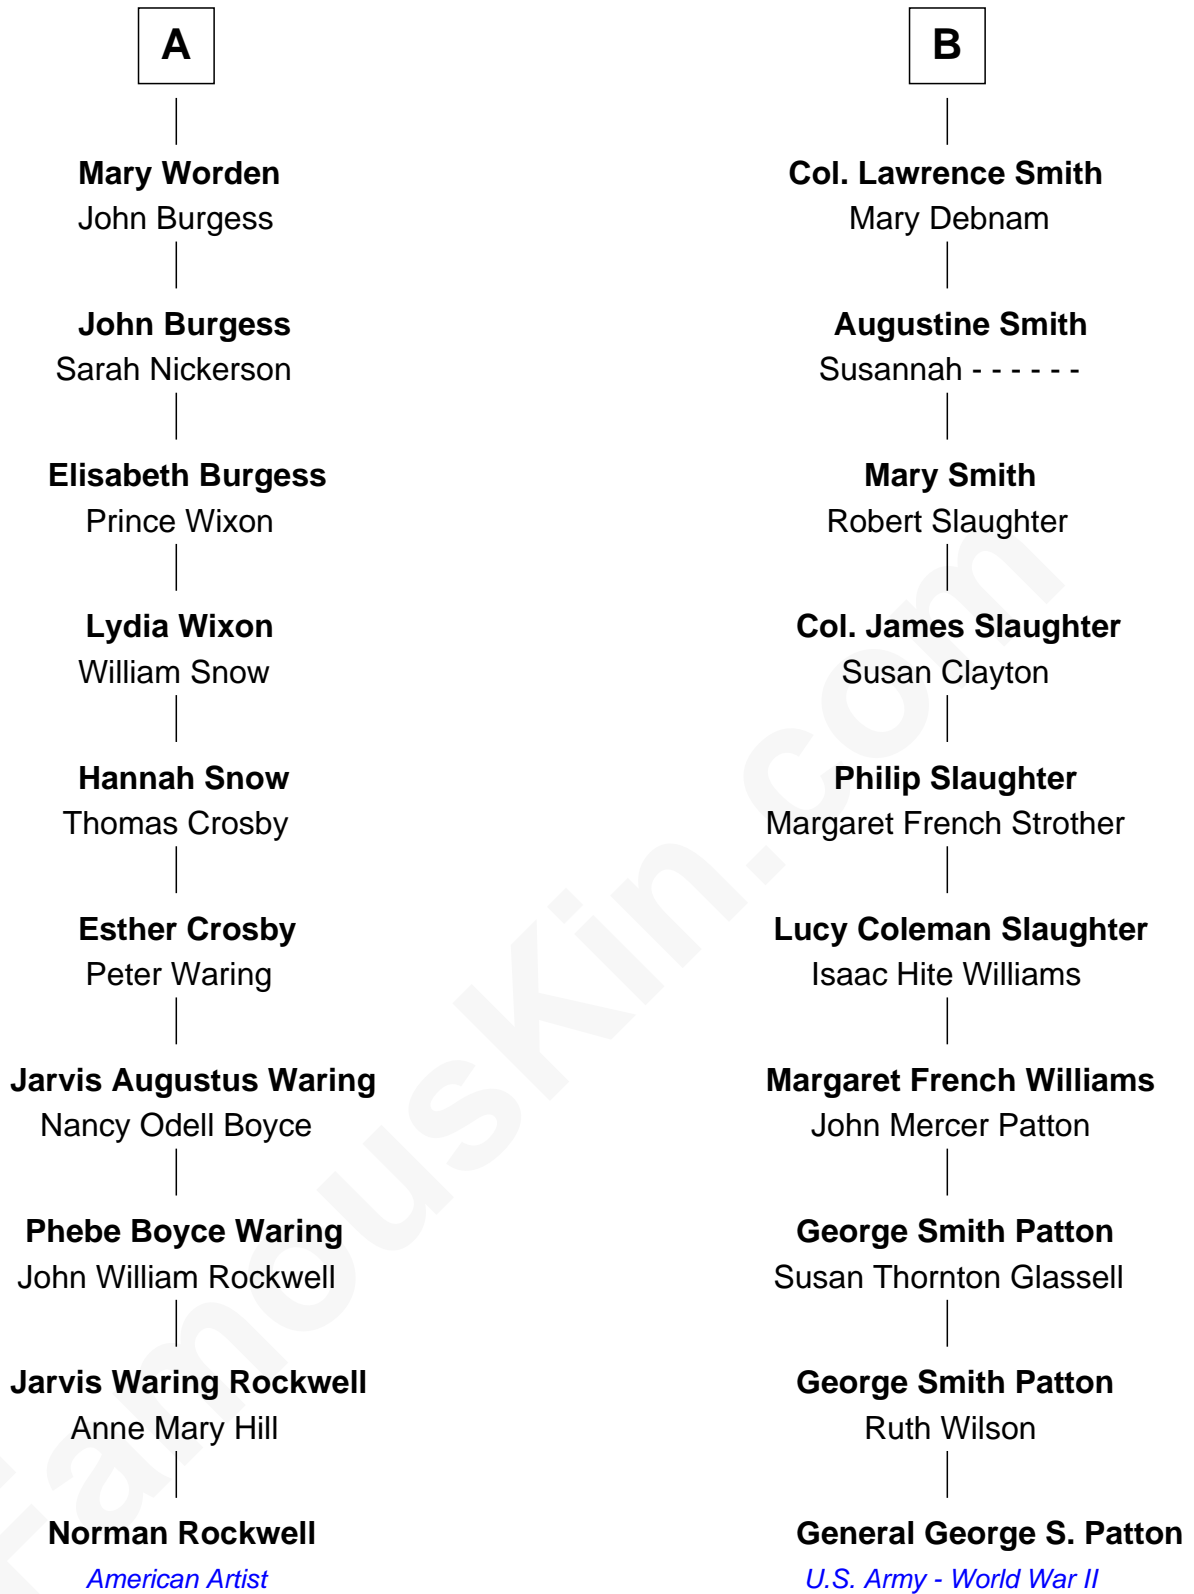 A
Mary Worden
John Burgess
John Burgess
Sarah Nickerson
Elisabeth Burgess
Prince Wixon
Lydia Wixon
William Snow
Hannah Snow
Thomas Crosby
Esther Crosby
Peter Waring
Jarvis Augustus Waring
Nancy Odell Boyce
Phebe Boyce Waring
John William Rockwell
Jarvis Waring Rockwell
Anne Mary Hill
Norman Rockwell
American Artist
B
Col. Lawrence Smith
Mary Debnam
Augustine Smith
Susannah - - - - - -
Mary Smith
Robert Slaughter
Col. James Slaughter
Susan Clayton
Philip Slaughter
Margaret French Strother
Lucy Coleman Slaughter
Isaac Hite Williams
Margaret French Williams
John Mercer Patton
George Smith Patton
Susan Thornton Glassell
George Smith Patton
Ruth Wilson
General George S. Patton
U.S. Army - World War II
FamousKin.com